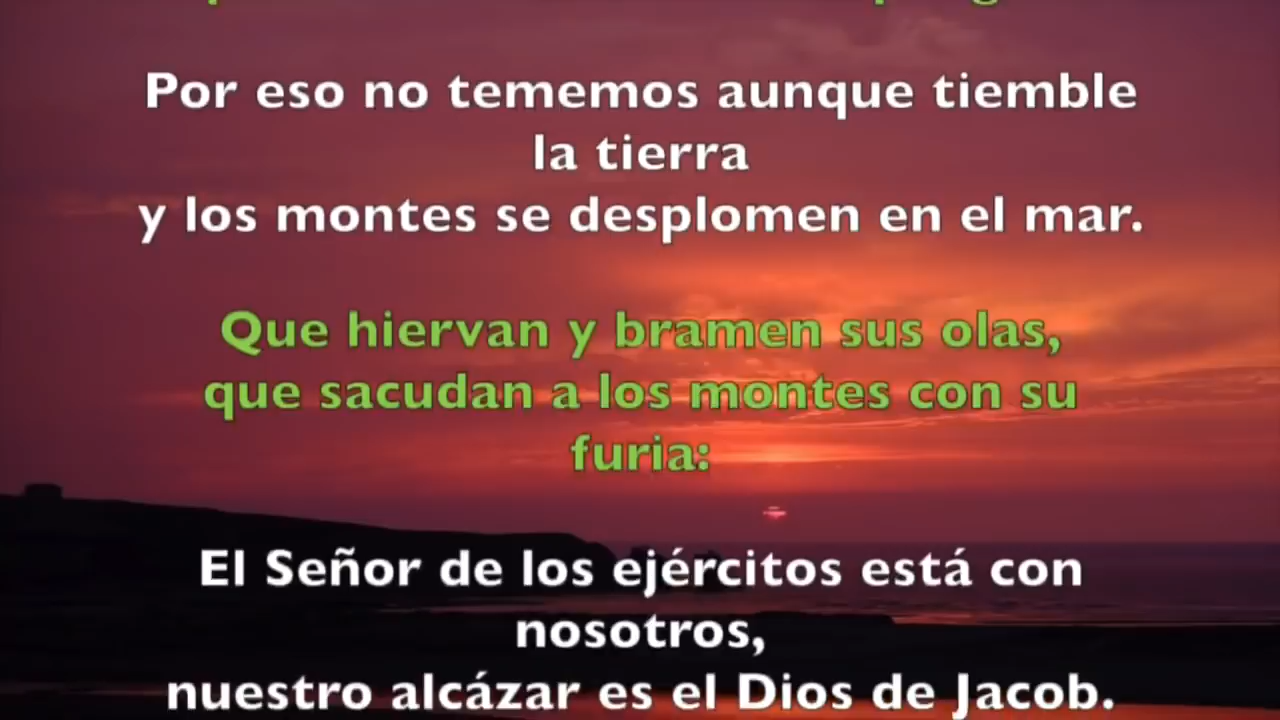 Por eso no tememos aunque tiemble
la tierra
y los montes se desplomen en el mar.
Que hiervan y bramen sus olas,
que sacudan a los montes con su
furia:
El Señor de los ejércitos está con
nosotros,
nuestro alcázar es el Dios de Jacob.